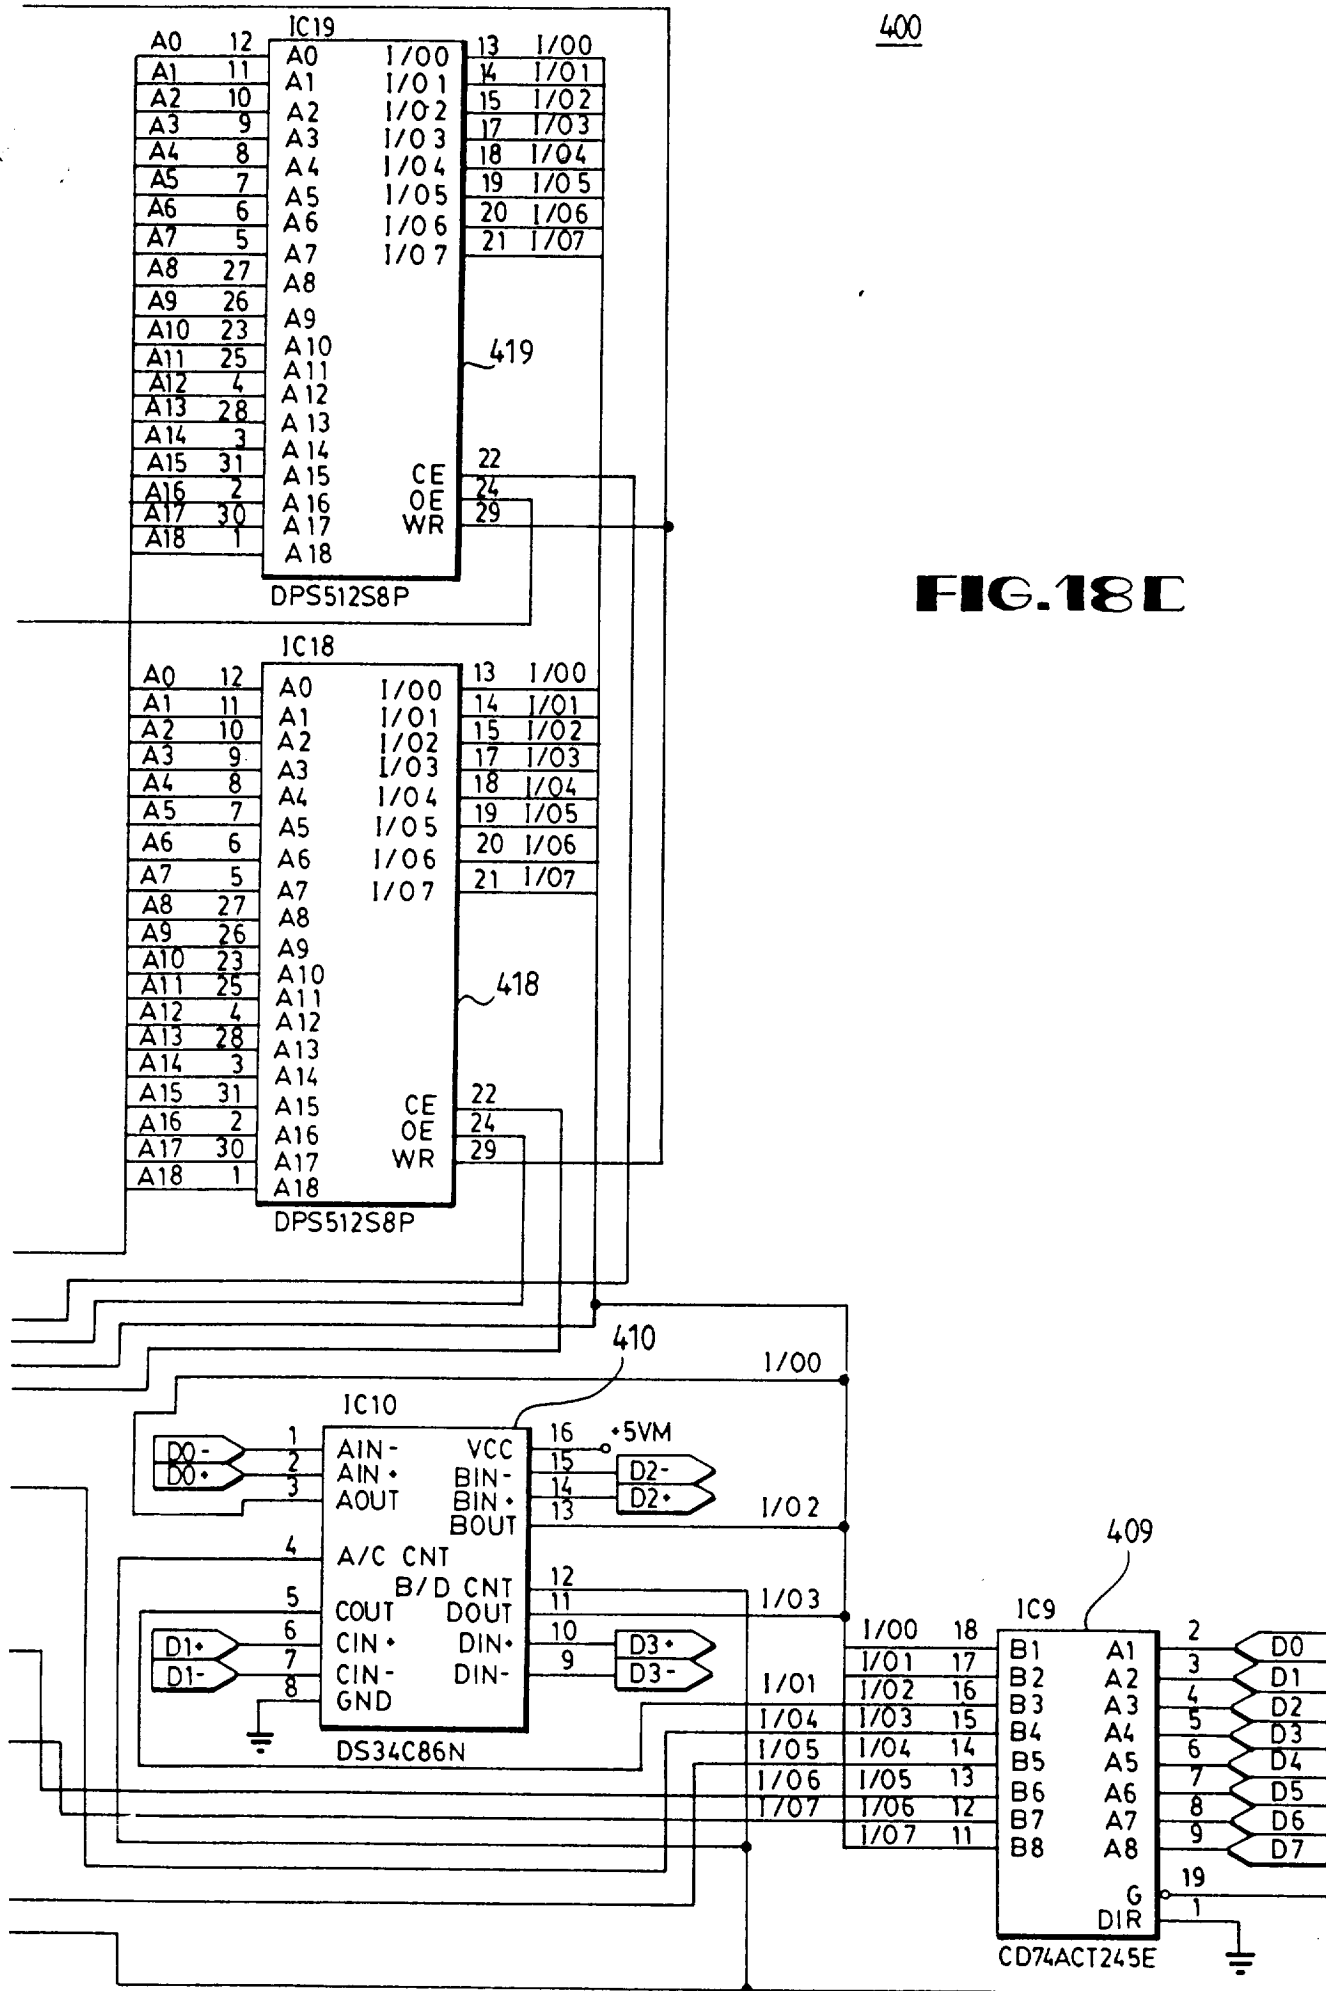 400
IC19
A0 12 A0 I/O0 13 I/O0
A1 11 A1 I/O1 14 I/O1
A2 10 A2 I/O2 15 I/O2
A3 9 A3 I/O3 17 I/O3
A4 8 A4 I/O4 18 I/O4
A5 7 A5 I/O5 19 I/O5
A6 6 A6 I/O6 20 I/O6
A7 5 A7 I/O7 21 I/O7
A8 27 A8
A9 26 A9
A10 23 A10
A11 25 A11
419
A12 4 A12
A13 28 A13
A14 3 A14
A15 31 A15 CE 22
A16 2 A16 OE 24
A17 30 A17 WR 29
A18 1 A18
DPS512S8P
FIG.18D
IC18
A0 12 A0 I/O0 13 I/O0
A1 11 A1 I/O1 14 I/O1
A2 10 A2 I/O2 15 I/O2
A3 9 A3 I/O3 17 I/O3
A4 8 A4 I/O4 18 I/O4
A5 7 A5 I/O5 19 I/O5
A6 6 A6 I/O6 20 I/O6
A7 5 A7 I/O7 21 I/O7
A8 27 A8
A9 26 A9
A10 23 A10
A11 25 A11
418
A12 4 A12
A13 28 A13
A14 3 A14
A15 31 A15 CE 22
A16 2 A16 OE 24
A17 30 A17 WR 29
A18 1 A18
DPS512S8P
410
I/O0
IC10
D0- 1 AIN- VCC 16 +5VM
D0+ 2 AIN+ BIN- 15 D2-
3 AOUT BIN+ 14 D2+
BOUT 13 I/O2
4 A/C CNT
B/D CNT 12
5 COUT DOUT 11 I/O3
D1+ 6 CIN+ DIN+ 10 D3+
D1- 7 CIN- DIN- 9 D3-
8 GND
DS34C86N
409
IC9
I/O0 18 B1 A1 2 D0
I/O1 17 B2 A2 3 D1
I/O1 I/O2 16 B3 A3 4 D2
I/O4 I/O3 15 B4 A4 5 D3
I/O5 I/O4 14 B5 A5 6 D4
I/O6 I/O5 13 B6 A6 7 D5
I/O7 I/O6 12 B7 A7 8 D6
I/O7 11 B8 A8 9 D7
G 19
DIR 1
CD74ACT245E